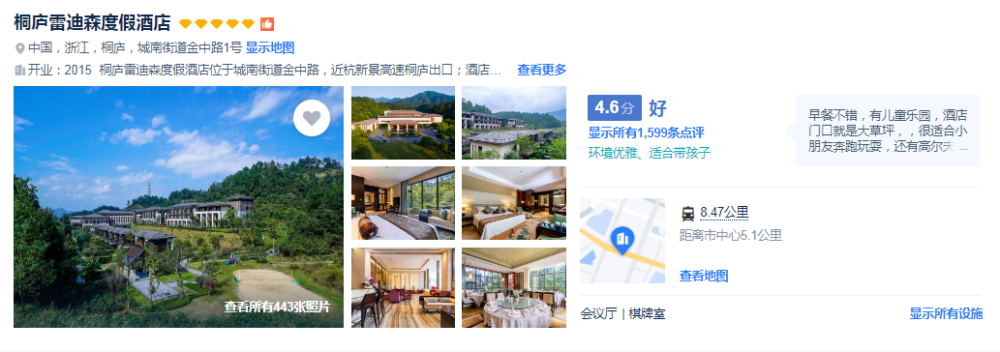 桐庐雷迪森度假酒店
中国，浙江，桐庐，城南街道金中路1号 显示地图
开业：2015 桐庐雷迪森度假酒店位于城南街道金中路，近杭新景高速桐庐出口；酒店... 查看更多
查看所有443张照片
4.6分 好
显示所有1,599条点评
环境优雅、适合带孩子
早餐不错，有儿童乐园，酒店
门口就是大草坪，，很适合小
朋友奔跑玩耍，还有高尔夫 ...
8.47公里
距离市中心5.1公里
查看地图
会议厅 | 棋牌室
显示所有设施